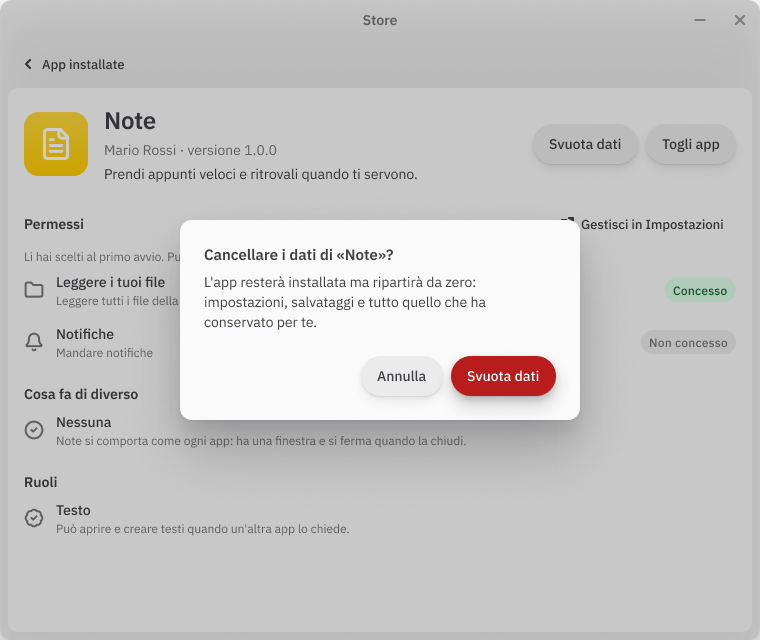 Store
App installate
Note
Mario Rossi · versione 1.0.0
Prendi appunti veloci e ritrovali quando ti servono.
Svuota dati
Togli app
Permessi
Gestisci in Impostazioni
Li hai scelti al primo avvio.
Leggere i tuoi file
Leggere tutti i file della
Concesso
Notifiche
Mandare notifiche
Non concesso
Cancellare i dati di «Note»?
L'app resterà installata ma ripartirà da zero:
impostazioni, salvataggi e tutto quello che ha
conservato per te.
Annulla
Svuota dati
Cosa fa di diverso
Nessuna
Note si comporta come ogni app: ha una finestra e si ferma quando la chiudi.
Ruoli
Testo
Può aprire e creare testi quando un'altra app lo chiede.